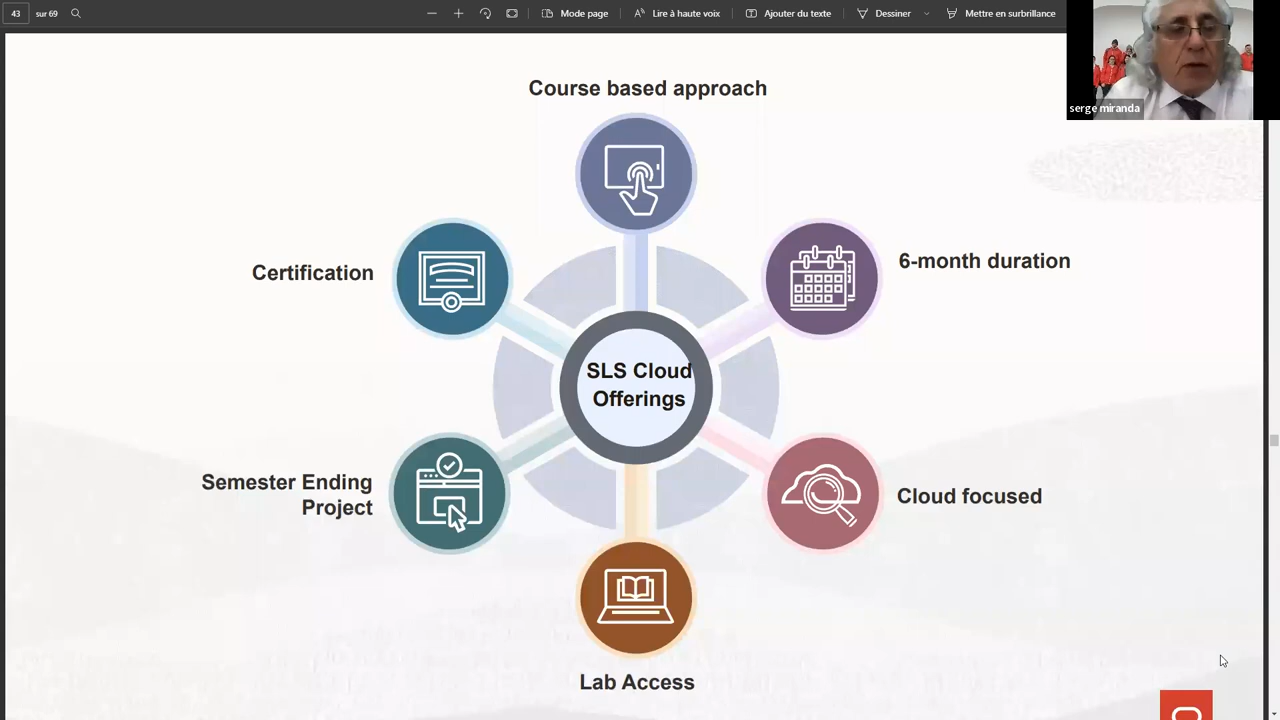 43 sur 69 Mode page Lire à haute voix Ajouter du texte Dessiner Mettre en surbrillance
serge miranda
Course based approach
Certification
6-month duration
SLS Cloud
Offerings
Semester Ending
Project
Cloud focused
Lab Access